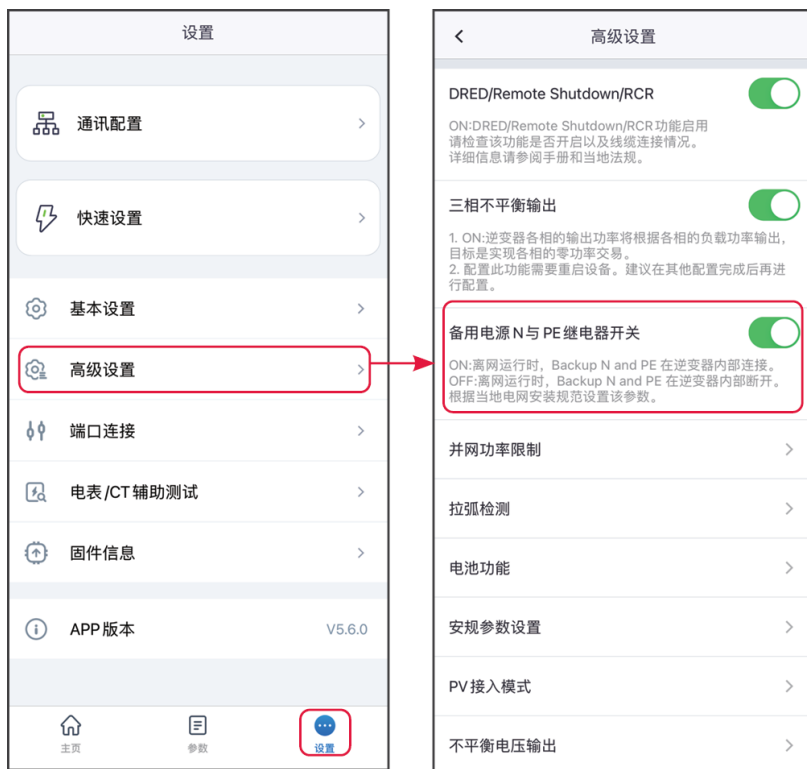 设置
通讯配置
快速设置
基本设置
高级设置
端口连接
电表/CT辅助测试
固件信息
APP版本 V5.6.0
主页 参数 设置
高级设置
DRED/Remote Shutdown/RCR
ON:DRED/Remote Shutdown/RCR功能启用
请检查该功能是否开启以及线缆连接情况。
详细信息请参阅手册和当地法规。
三相不平衡输出
1. ON:逆变器各相的输出功率将根据各相的负载功率输出,
目标是实现各相的零功率交易。
2. 配置此功能需要重启设备。建议在其他配置完成后再进
行配置。
备用电源N与PE继电器开关
ON:离网运行时，Backup N and PE 在逆变器内部连接。
OFF:离网运行时，Backup N and PE 在逆变器内部断开。
根据当地电网安装规范设置该参数。
并网功率限制
拉弧检测
电池功能
安规参数设置
PV接入模式
不平衡电压输出